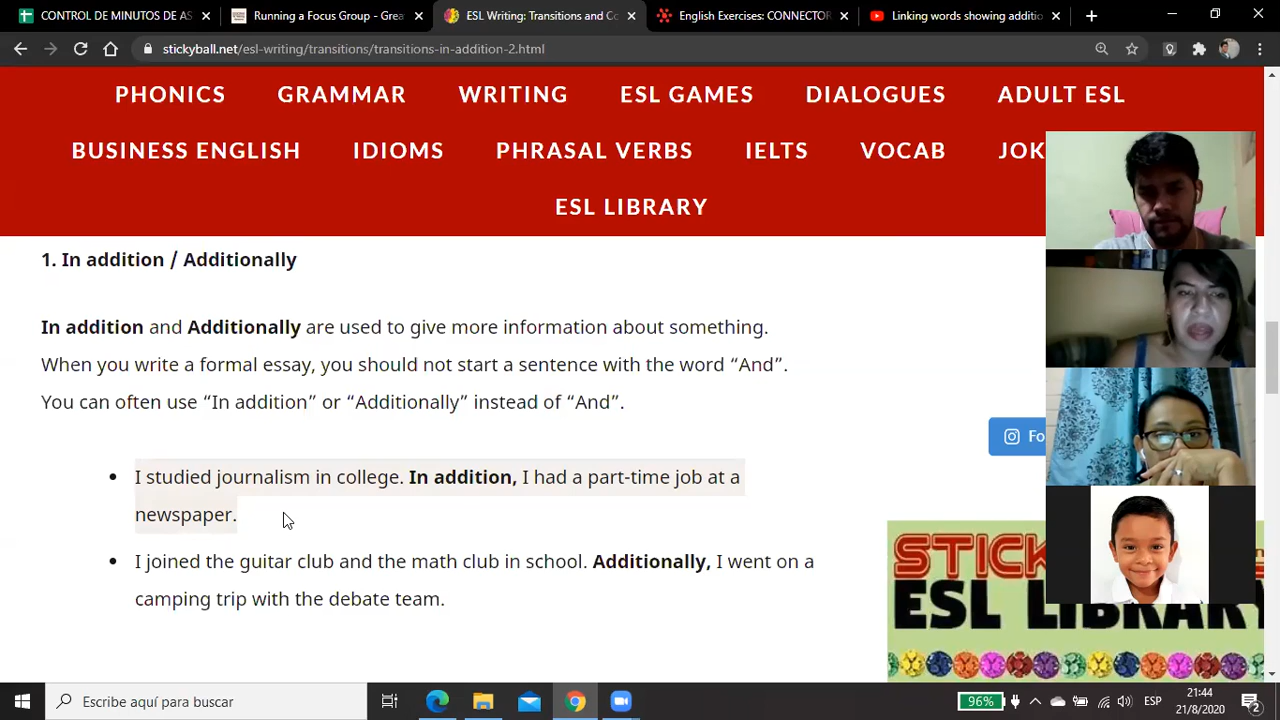 CONTROL DE MINUTOS DE AS
Running a Focus Group - Grea
ESL Writing: Transitions and Co
English Exercises: CONNECTOR
Linking words showing additio
stickyball.net/esl-writing/transitions/transitions-in-addition-2.html
PHONICS GRAMMAR WRITING ESL GAMES DIALOGUES ADULT ESL
BUSINESS ENGLISH IDIOMS PHRASAL VERBS IELTS VOCAB JOK
ESL LIBRARY
1. In addition / Additionally
In addition and Additionally are used to give more information about something.
When you write a formal essay, you should not start a sentence with the word “And”.
You can often use “In addition” or “Additionally” instead of “And”.
Fo
I studied journalism in college. In addition, I had a part-time job at a
newspaper.
I joined the guitar club and the math club in school. Additionally, I went on a
camping trip with the debate team.
STICK
ESL LIBRARY
Escribe aquí para buscar
96%
ESP
21:44
21/8/2020
2